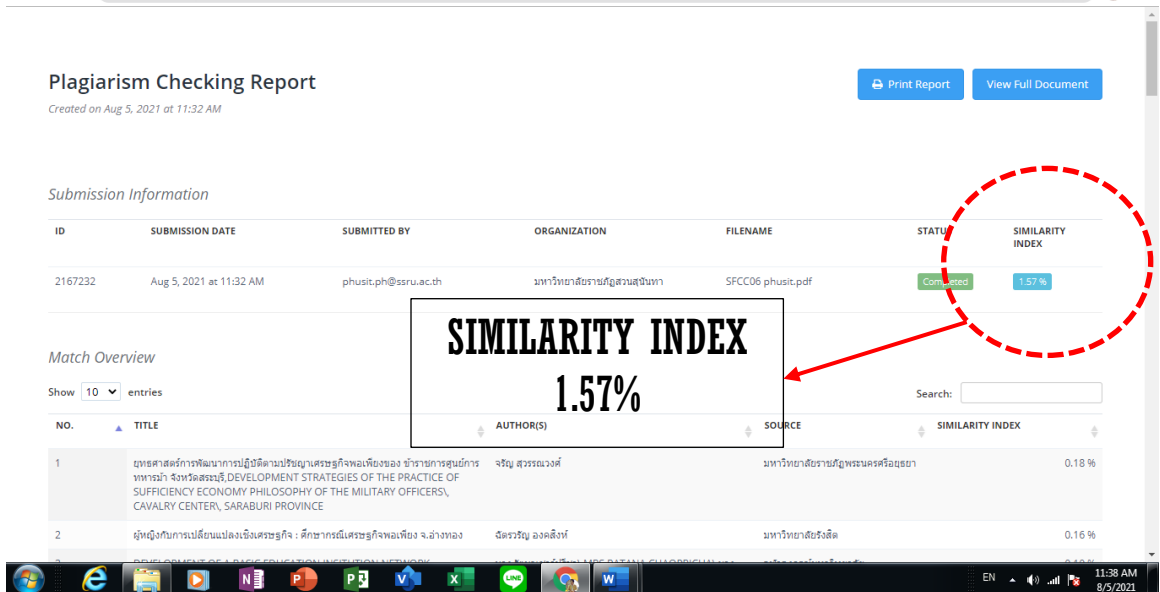 Plagiarism Checking Report
Print Report
View Full Document
Created on Aug 5, 2021 at 11:32 AM
Submission Information
ID SUBMISSION DATE SUBMITTED BY ORGANIZATION FILENAME STATUS SIMILARITY INDEX
2167232 Aug 5, 2021 at 11:32 AM phusit.ph@ssru.ac.th มหาวิทยาลัยราชภัฏสวนสุนันทา SFCC06 phusit.pdf Completed 1.57 %
SIMILARITY INDEX
1.57%
Match Overview
Show 10 entries
Search:
NO. TITLE AUTHOR(S) SOURCE SIMILARITY INDEX
1 ยุทธศาสตร์การพัฒนาการปฏิบัติตามปรัชญาเศรษฐกิจพอเพียงของ ข้าราชการศูนย์การ จรัญ สุวรรณวงศ์ มหาวิทยาลัยราชภัฏพระนครศรีอยุธยา 0.18 %
ทหารม้า จังหวัดสระบุรี,DEVELOPMENT STRATEGIES OF THE PRACTICE OF
SUFFICIENCY ECONOMY PHILOSOPHY OF THE MILITARY OFFICERS\,
CAVALRY CENTER\, SARABURI PROVINCE
2 ผู้หญิงกับการเปลี่ยนแปลงเชิงเศรษฐกิจ : ศึกษากรณีเศรษฐกิจพอเพียง จ.อ่างทอง ฉัตรวรัญ องคสิงห์ มหาวิทยาลัยรังสิต 0.16 %
DEVELOPMENT OF A BASIC EDUCATION
EN
11:38 AM
8/5/2021